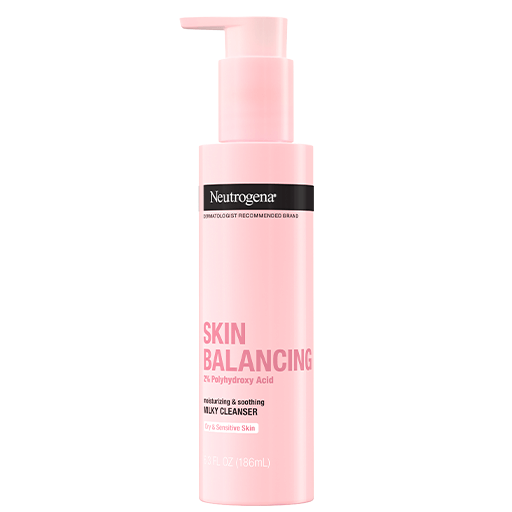 Neutrogena®
DERMATOLOGIST RECOMMENDED BRAND
SKIN
BALANCING
2% Polyhydroxy Acid
moisturizing & soothing
MILKY CLEANSER
Dry & Sensitive Skin
FL OZ (186mL)